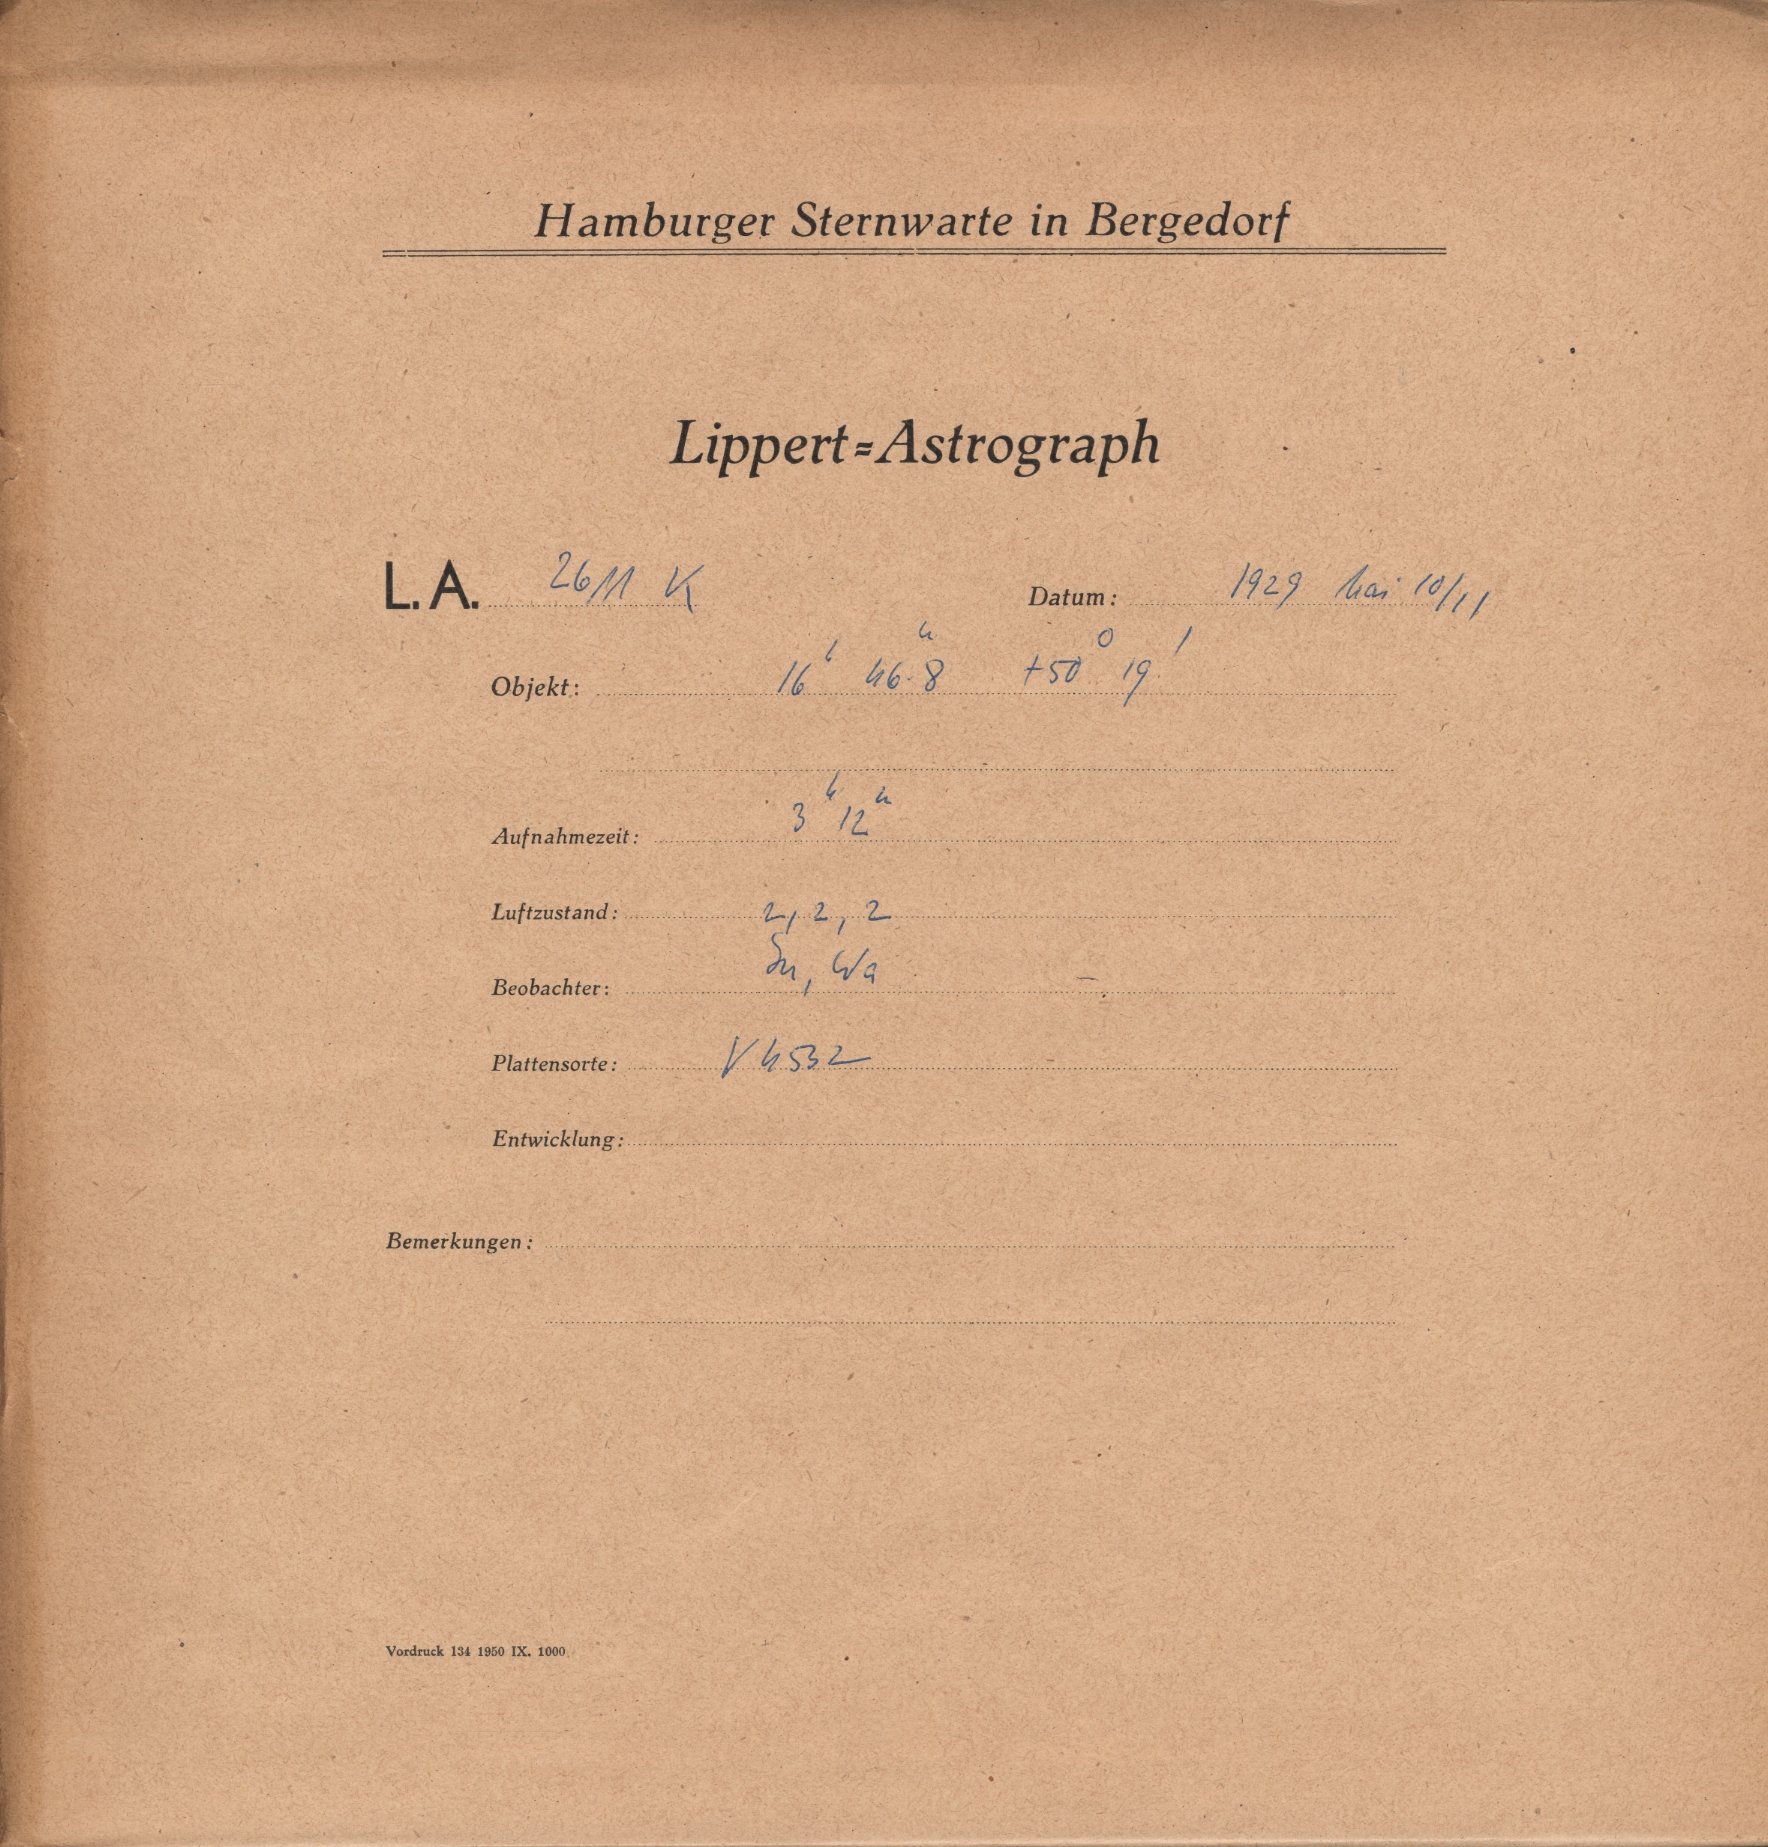 Hamburger Sternwarte in Bergedorf
Lippert=Astrograph
L. A. 2611 K Datum: 1929 Mai 10/11
Objekt: 16h 46.8m +50° 19'
Aufnahmezeit: 3h 12m
Luftzustand: 2, 2, 2
Beobachter: Wa
Plattensorte: V 4532
Entwicklung:
Bemerkungen:
Vordruck 134 1950 IX. 1000